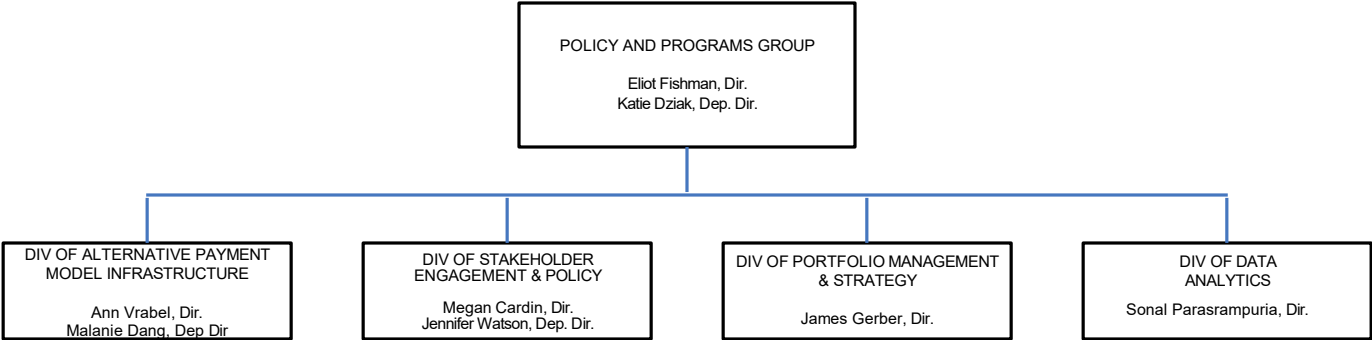 POLICY AND PROGRAMS GROUP
Eliot Fishman, Dir.
Katie Dziak, Dep. Dir.
DIV OF ALTERNATIVE PAYMENT
MODEL INFRASTRUCTURE
Ann Vrabel, Dir.
Malanie Dang, Dep Dir
DIV OF STAKEHOLDER
ENGAGEMENT & POLICY
Megan Cardin, Dir.
Jennifer Watson, Dep. Dir.
DIV OF PORTFOLIO MANAGEMENT
& STRATEGY
James Gerber, Dir.
DIV OF DATA
ANALYTICS
Sonal Parasrampuria, Dir.